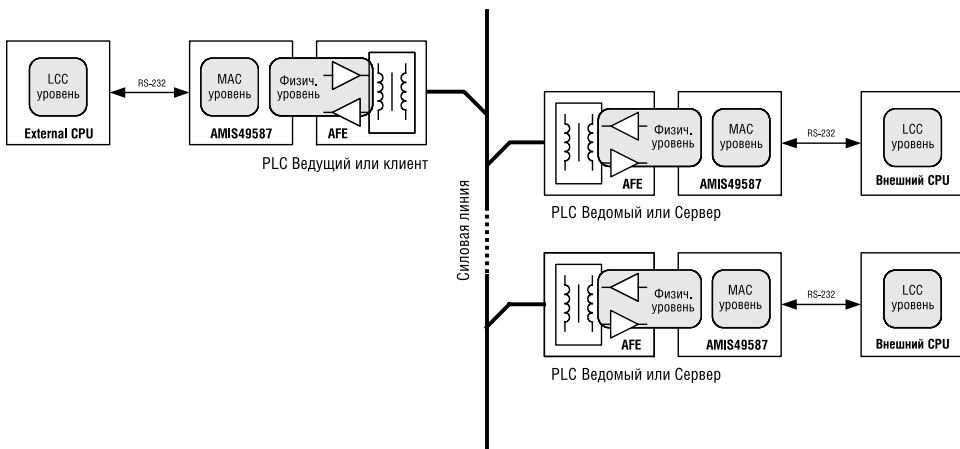 LCC
уровень
External CPU
RS-232
MAC
уровень
AMIS49587
Физич.
уровень
AFE
PLC Ведущий или клиент
Силовая линия
Физич.
уровень
AFE
MAC
уровень
AMIS49587
RS-232
LCC
уровень
Внешний CPU
PLC Ведомый или Сервер
Физич.
уровень
AFE
MAC
уровень
AMIS49587
RS-232
LCC
уровень
Внешний CPU
PLC Ведомый или Сервер